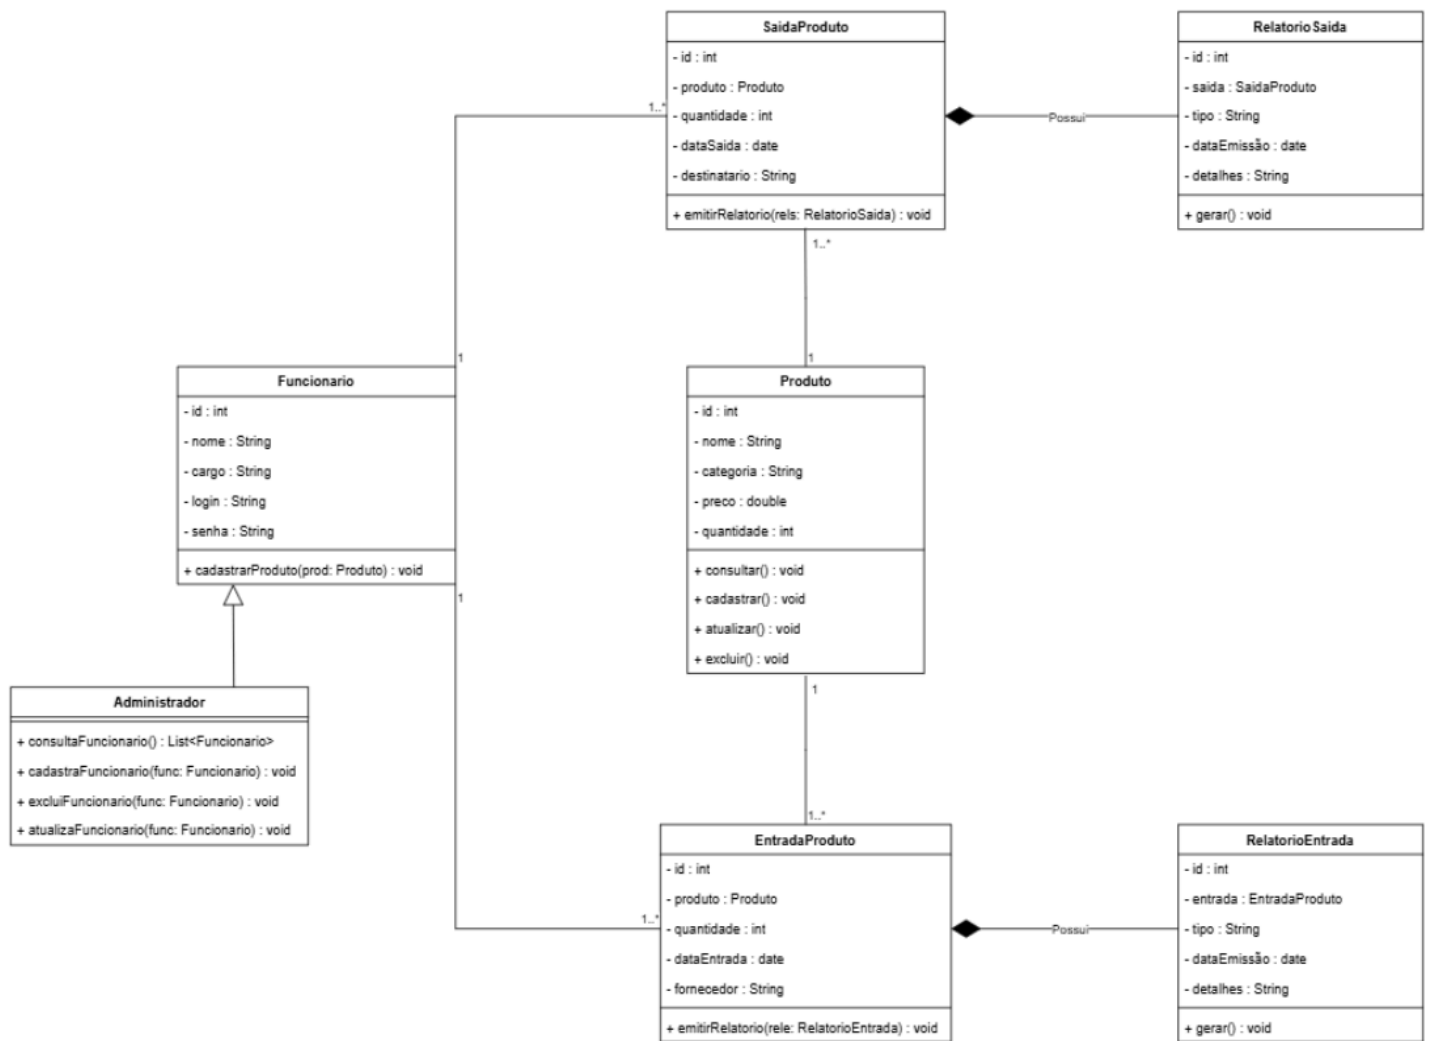 SaidaProduto
- id : int
- produto : Produto
- quantidade : int
- dataSaida : date
- destinatario : String
+ emitirRelatorio(rels: RelatorioSaida) : void
Possui
RelatorioSaida
- id : int
- saida : SaidaProduto
- tipo : String
- dataEmissão : date
- detalhes : String
+ gerar() : void
1..*
1..*
1
1
Funcionario
- id : int
- nome : String
- cargo : String
- login : String
- senha : String
+ cadastrarProduto(prod: Produto) : void
1
Produto
- id : int
- nome : String
- categoria : String
- preco : double
- quantidade : int
+ consultar() : void
+ cadastrar() : void
+ atualizar() : void
+ excluir() : void
1
Administrador
+ consultaFuncionario() : List<Funcionario>
+ cadastraFuncionario(func: Funcionario) : void
+ excluiFuncionario(func: Funcionario) : void
+ atualizaFuncionario(func: Funcionario) : void
1..*
1..*
EntradaProduto
- id : int
- produto : Produto
- quantidade : int
- dataEntrada : date
- fornecedor : String
+ emitirRelatorio(rele: RelatorioEntrada) : void
Possui
RelatorioEntrada
- id : int
- entrada : EntradaProduto
- tipo : String
- dataEmissão : date
- detalhes : String
+ gerar() : void